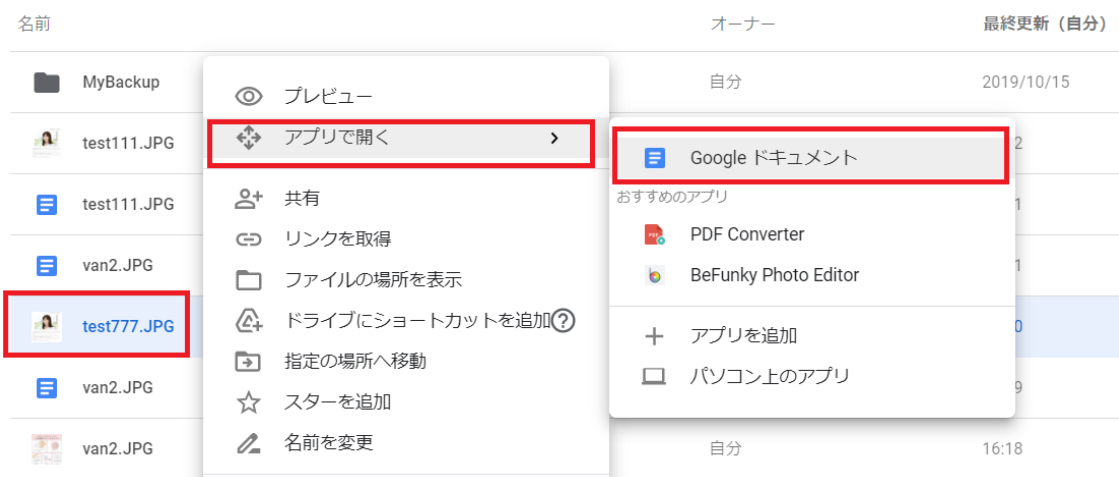 名前 オーナー 最終更新（自分）
MyBackup 自分 2019/10/15
test111.JPG
test111.JPG
van2.JPG
test777.JPG
van2.JPG
van2.JPG 自分 16:18
プレビュー
アプリで開く
共有
リンクを取得
ファイルの場所を表示
ドライブにショートカットを追加
指定の場所へ移動
スターを追加
名前を変更
Google ドキュメント
おすすめのアプリ
PDF Converter
BeFunky Photo Editor
アプリを追加
パソコン上のアプリ